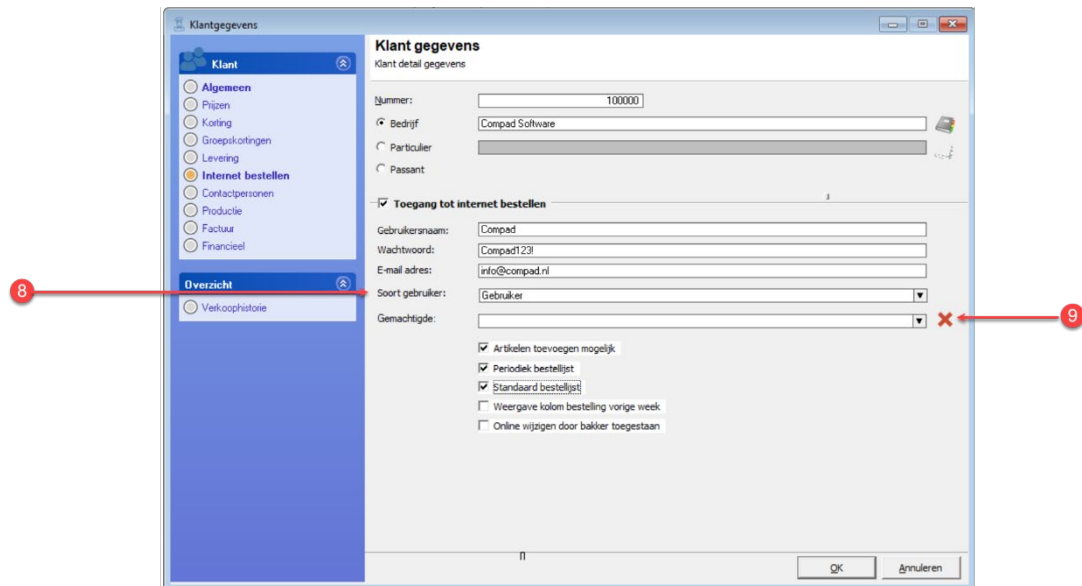 Klantgegevens
Klant
Algemeen
Prijzen
Korting
Groepskortingen
Levering
Internet bestellen
Contactpersonen
Productie
Factuur
Financieel
Overzicht
Verkoophistorie
Klant gegevens
Klant detail gegevens
Nummer: 100000
Bedrijf Compad Software
Particulier
Passant
Toegang tot internet bestellen
Gebruikersnaam: Compad
Wachtwoord: Compad123!
E-mail adres: info@compad.nl
8 Soort gebruiker: Gebruiker
Gemachtigde: 9
Artikelen toevoegen mogelijk
Periodiek bestellijst
Standaard bestellijst
Weergave kolom bestelling vorige week
Online wijzigen door bakker toegestaan
OK Annuleren